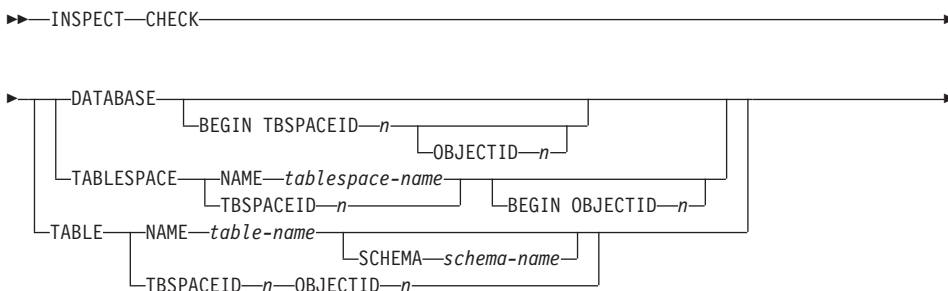 INSPECT CHECK
DATABASE
BEGIN TBSPACEID n
OBJECTID n
TABLESPACE NAME tablespace-name
TBSPACEID n BEGIN OBJECTID n
TABLE NAME table-name
SCHEMA schema-name
TBSPACEID n OBJECTID n